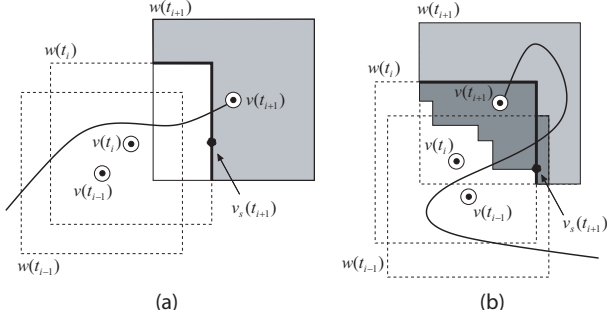 w(t_{i+1})
w(t_i)
v(t_{i+1})
v(t_i)
v(t_{i-1})
v_s(t_{i+1})
w(t_{i-1})
(a)
w(t_{i+1})
w(t_i)
v(t_{i+1})
v(t_i)
v(t_{i-1})
v_s(t_{i+1})
w(t_{i-1})
(b)